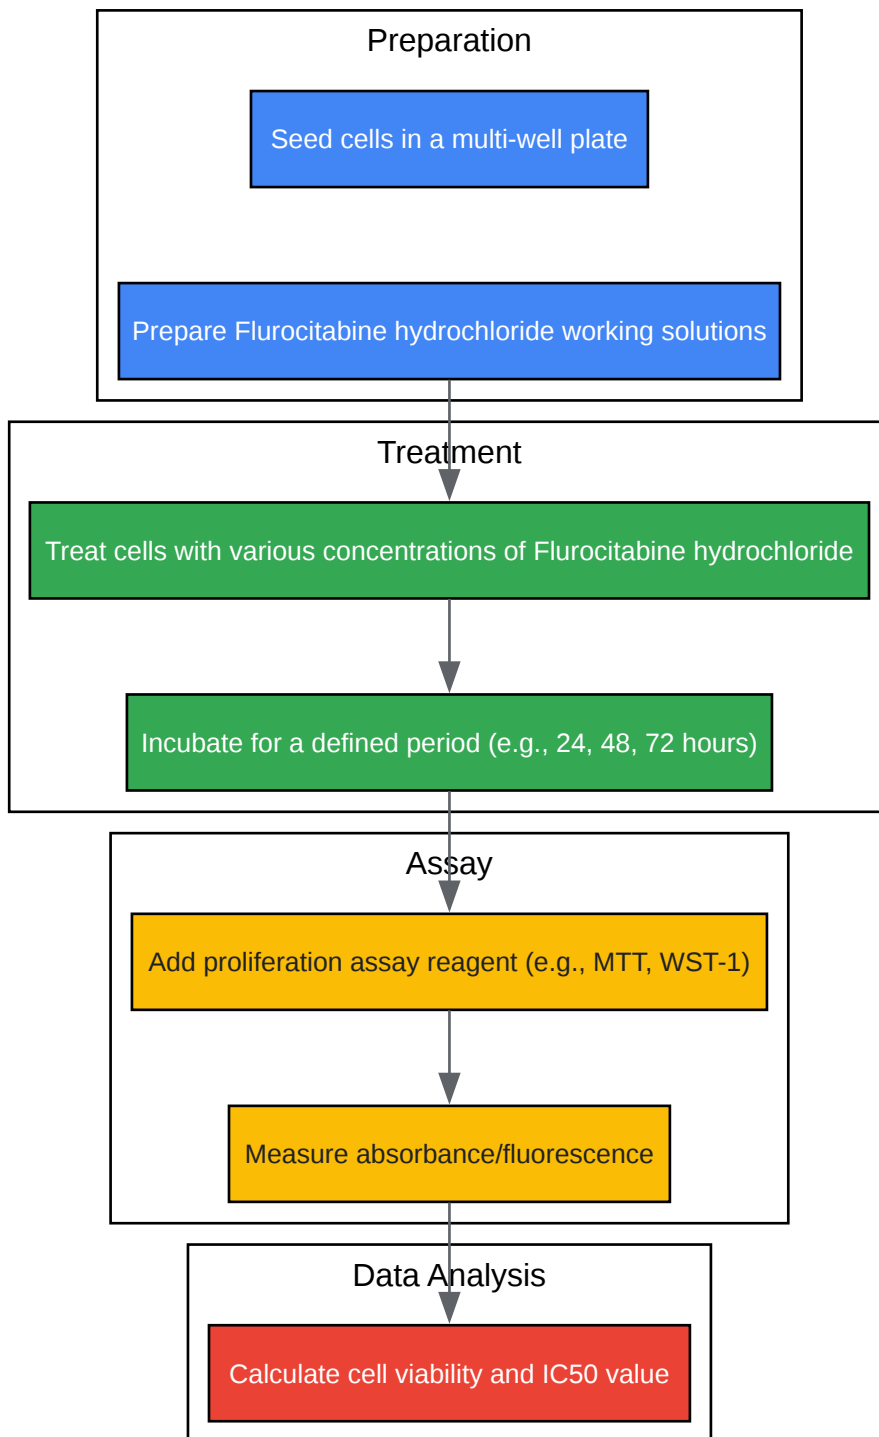 Preparation
Seed cells in a multi-well plate
Prepare Flurocitabine hydrochloride working solutions
Treatment
Treat cells with various concentrations of Flurocitabine hydrochloride
Incubate for a defined period (e.g., 24, 48, 72 hours)
Assay
Add proliferation assay reagent (e.g., MTT, WST-1)
Measure absorbance/fluorescence
Data Analysis
Calculate cell viability and IC50 value